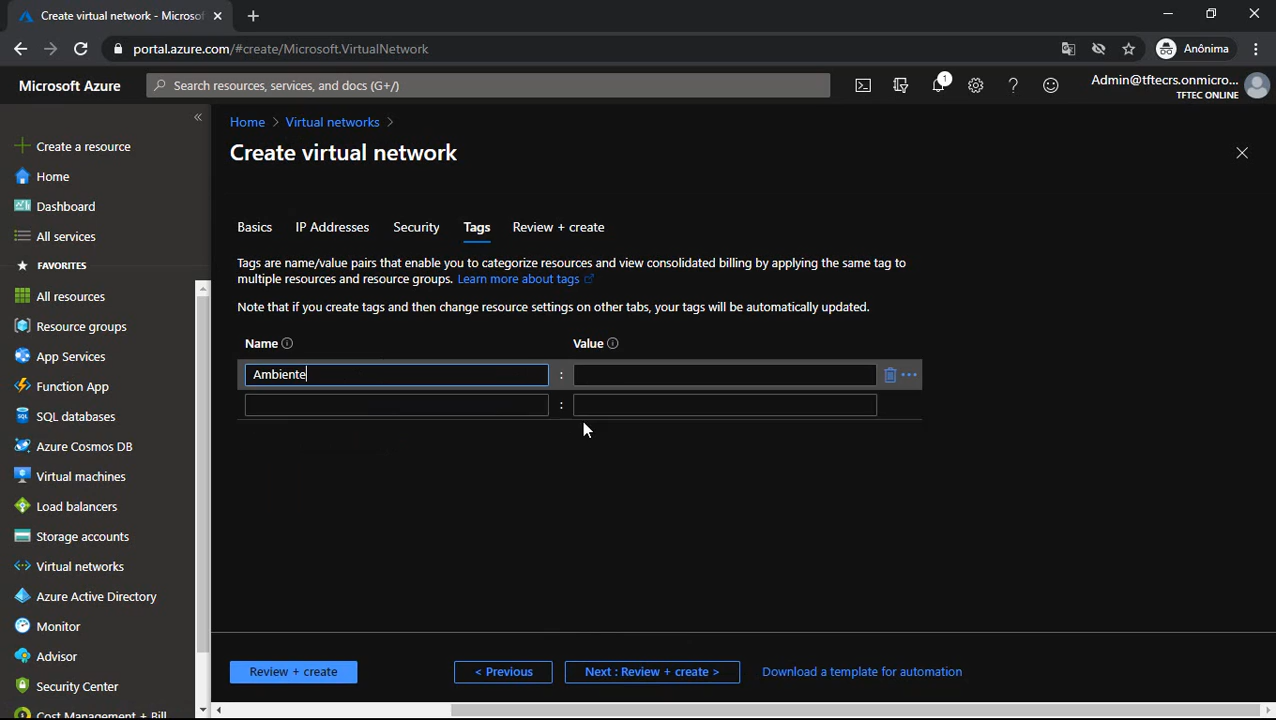 Create virtual network - Microsof
portal.azure.com/#create/Microsoft.VirtualNetwork
Anônima
Microsoft Azure
Search resources, services, and docs (G+/)
1
Admin@tftecrs.onmicro...
TFTEC ONLINE
Create a resource
Home
Dashboard
All services
FAVORITES
All resources
Resource groups
App Services
Function App
SQL databases
Azure Cosmos DB
Virtual machines
Load balancers
Storage accounts
Virtual networks
Azure Active Directory
Monitor
Advisor
Security Center
Cost Management + Bill
Home > Virtual networks >
Create virtual network
Basics IP Addresses Security Tags Review + create
Tags are name/value pairs that enable you to categorize resources and view consolidated billing by applying the same tag to
multiple resources and resource groups. Learn more about tags
Note that if you create tags and then change resource settings on other tabs, your tags will be automatically updated.
Name Value
Ambiente :
:
Review + create < Previous Next : Review + create > Download a template for automation